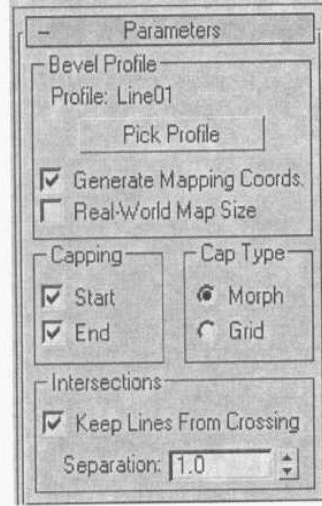 Parameters
Bevel Profile
Profile: Line01
Pick Profile
Generate Mapping Coords.
Real-World Map Size
Capping
Start
End
Cap Type
Morph
Grid
Intersections
Keep Lines From Crossing
Separation: 1.0